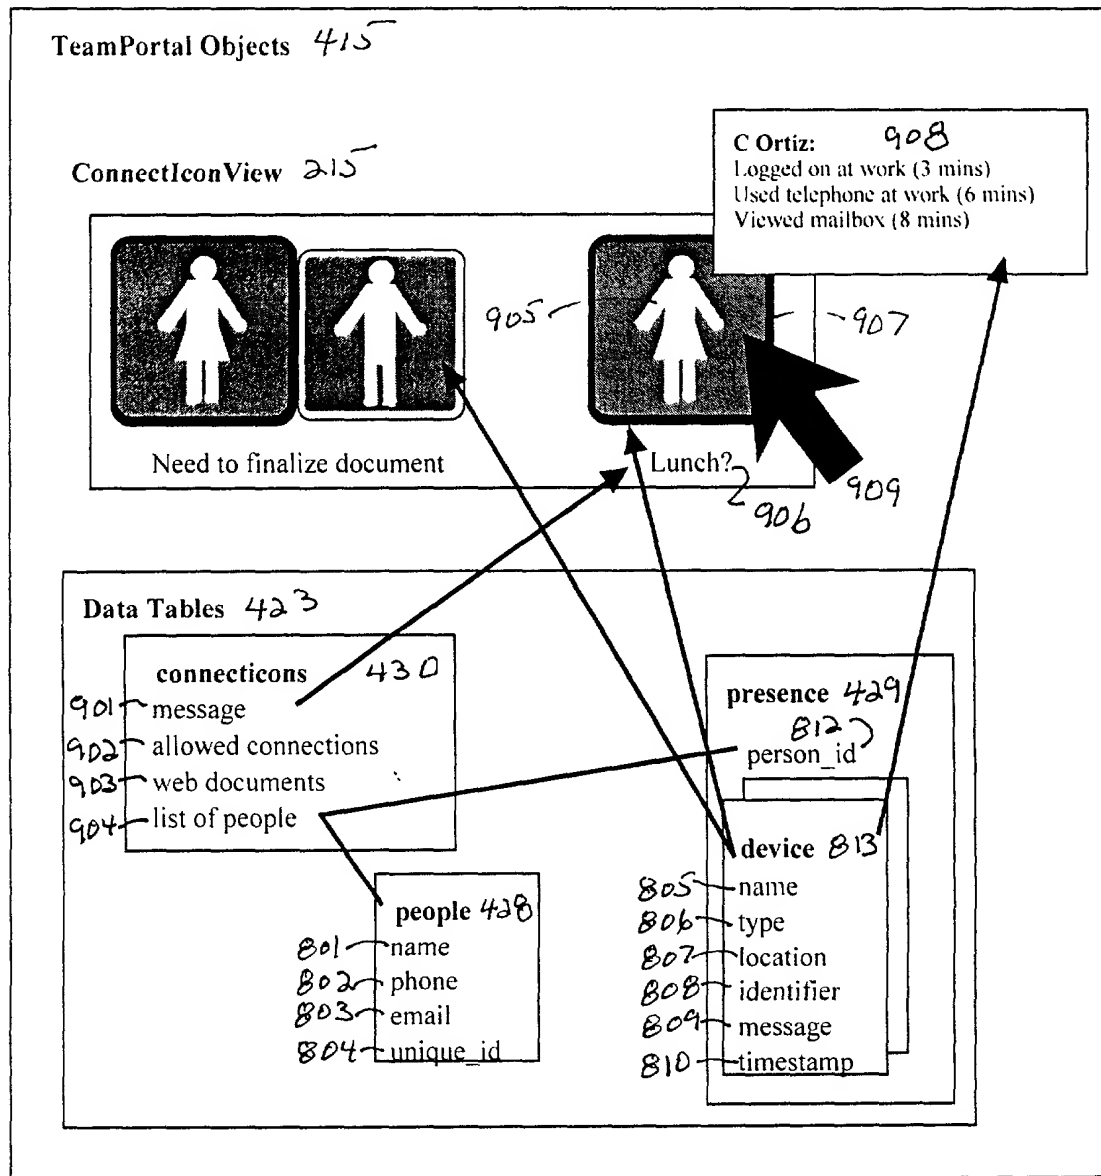 TeamPortal Objects 415
C Ortiz: 908
Logged on at work (3 mins)
Used telephone at work (6 mins)
Viewed mailbox (8 mins)
ConnectIconView 215
905
907
Need to finalize document
Lunch?
906
909
Data Tables 423
connecticons 430
901 message
902 allowed connections
903 web documents
904 list of people
people 428
801 name
802 phone
803 email
804 unique_id
presence 429
812
person_id
device 813
805 name
806 type
807 location
808 identifier
809 message
810 timestamp